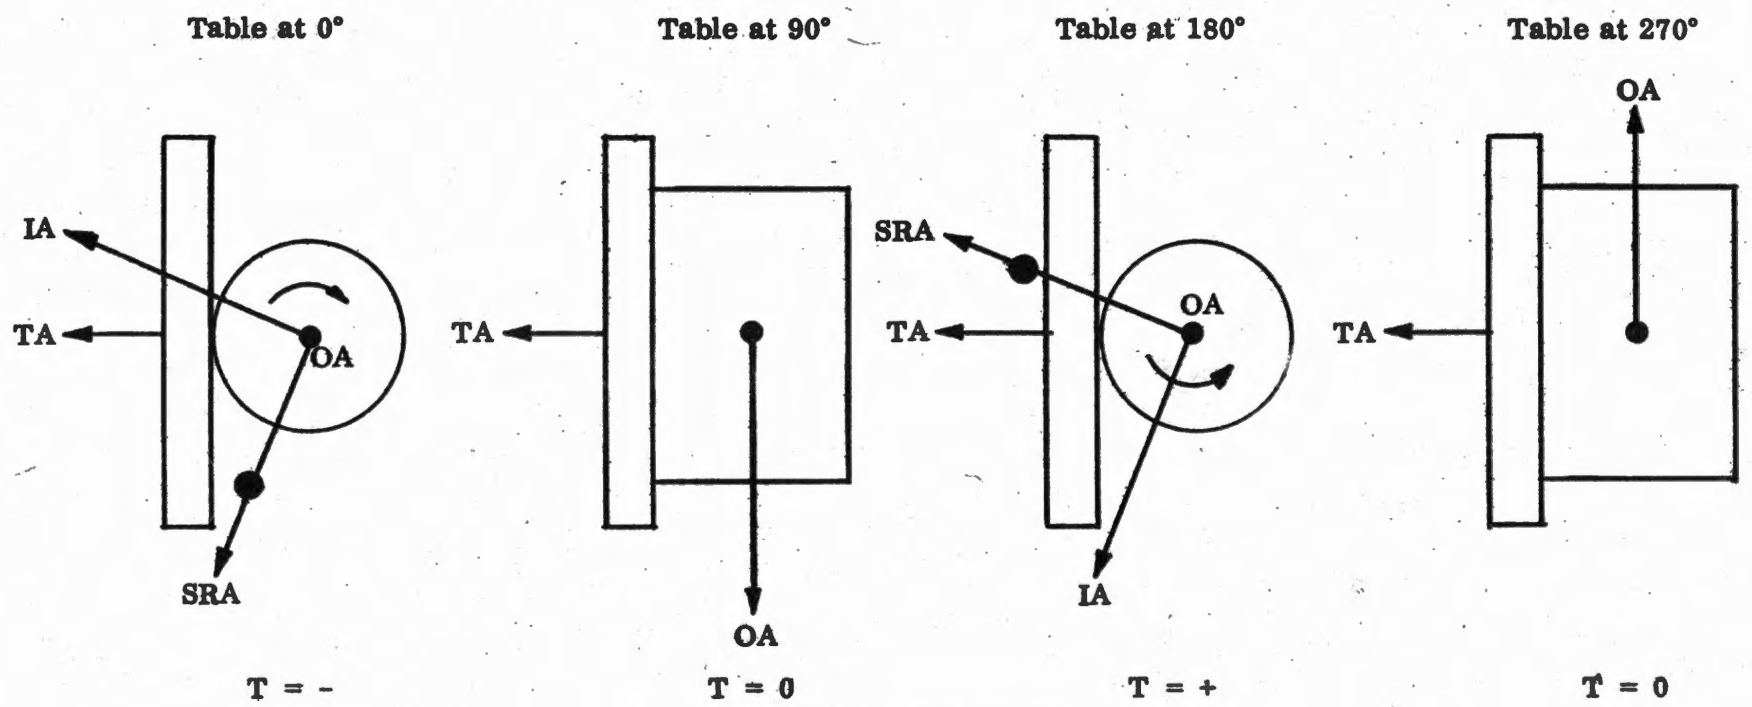 Table at 0°
Table at 90°
Table at 180°
Table at 270°
IA
TA
OA
SRA
T = -
TA
OA
T = 0
SRA
TA
OA
IA
T = +
OA
TA
T = 0